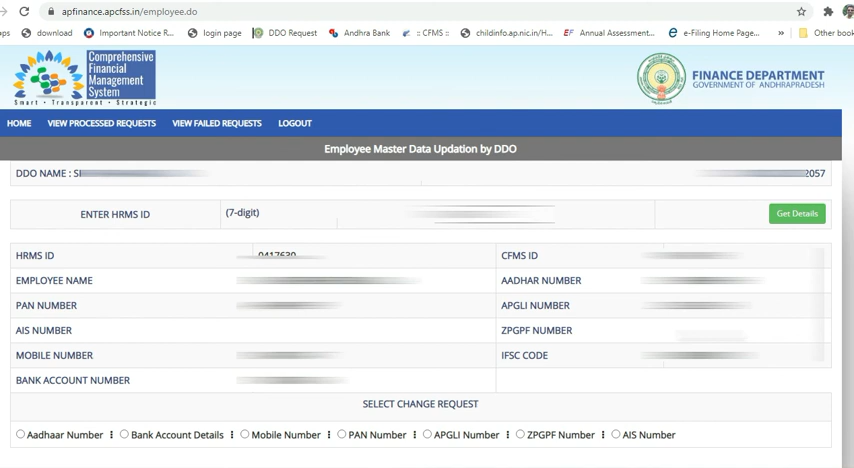 apfinance.apcfss.in/employee.do
download Important Notice R... login page DDO Request Andhra Bank :: CFMS :: childinfo.ap.nic.in/H... EF Annual Assessment... e-Filing Home Page... » Other book
Comprehensive
Financial
Management
System
Smart • Transparent • Strategic
FINANCE DEPARTMENT
GOVERNMENT OF ANDHRAPRADESH
HOME VIEW PROCESSED REQUESTS VIEW FAILED REQUESTS LOGOUT
Employee Master Data Updation by DDO
DDO NAME : 2057
ENTER HRMS ID (7-digit) Get Details
HRMS ID CFMS ID
EMPLOYEE NAME AADHAR NUMBER
PAN NUMBER APGLI NUMBER
AIS NUMBER ZPGPF NUMBER
MOBILE NUMBER IFSC CODE
BANK ACCOUNT NUMBER
SELECT CHANGE REQUEST
Aadhaar Number Bank Account Details Mobile Number PAN Number APGLI Number ZPGPF Number AIS Number